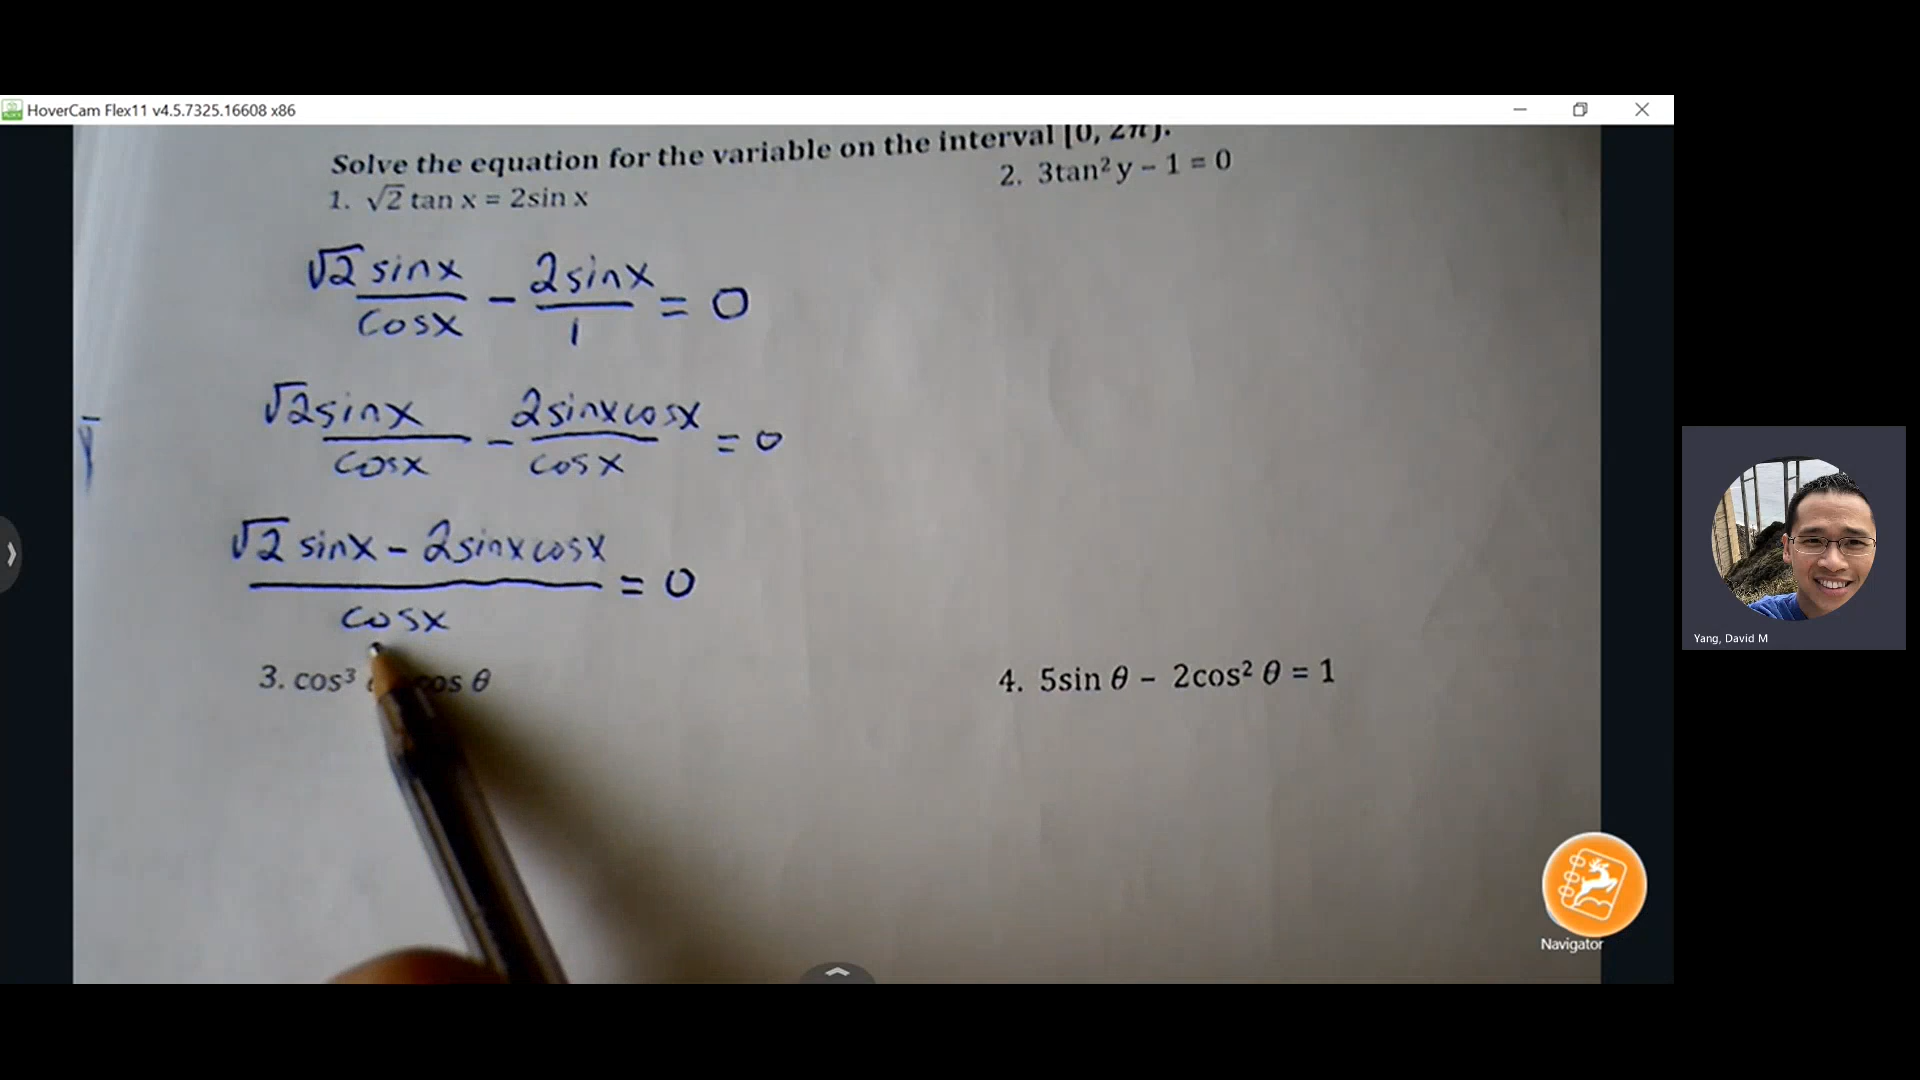 HoverCam Flex11 v4.5.7325.16608 x86
Solve the equation for the variable on the interval [0, 2π).
1. √2 tan x = 2sin x
2. 3tan² y − 1 = 0
√2 sinx / cosx − 2sinx / 1 = 0
√2 sinx / cosx − 2sinxcosx / cosx = 0
√2 sinx − 2sinxcosx / cosx = 0
3. cos³ cos θ
4. 5sin θ − 2cos² θ = 1
Navigator
Yang, David M